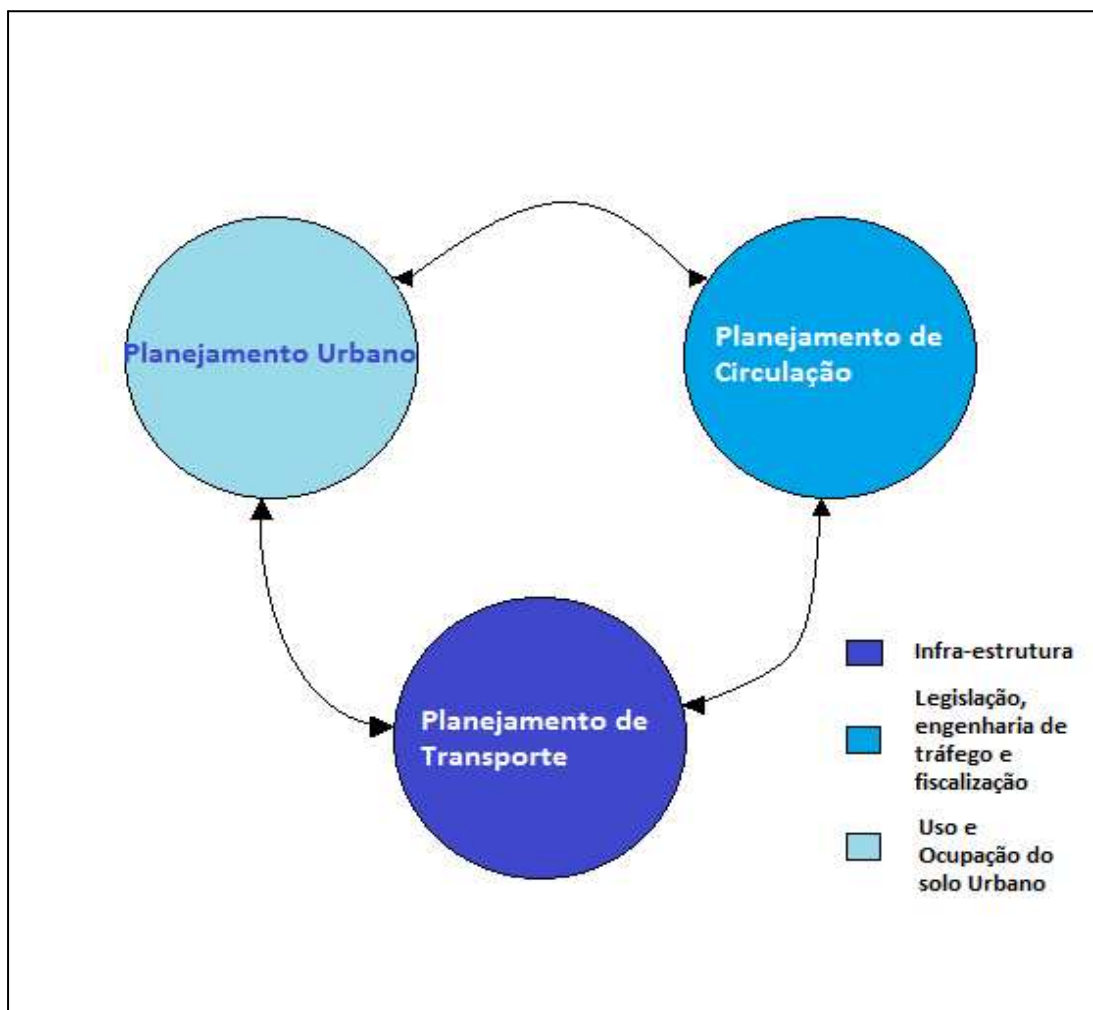 Planejamento Urbano
Planejamento de
Circulação
Planejamento de
Transporte
Infra-estrutura
Legislação,
engenharia de
tráfego e
fiscalização
Uso e
Ocupação do
solo Urbano